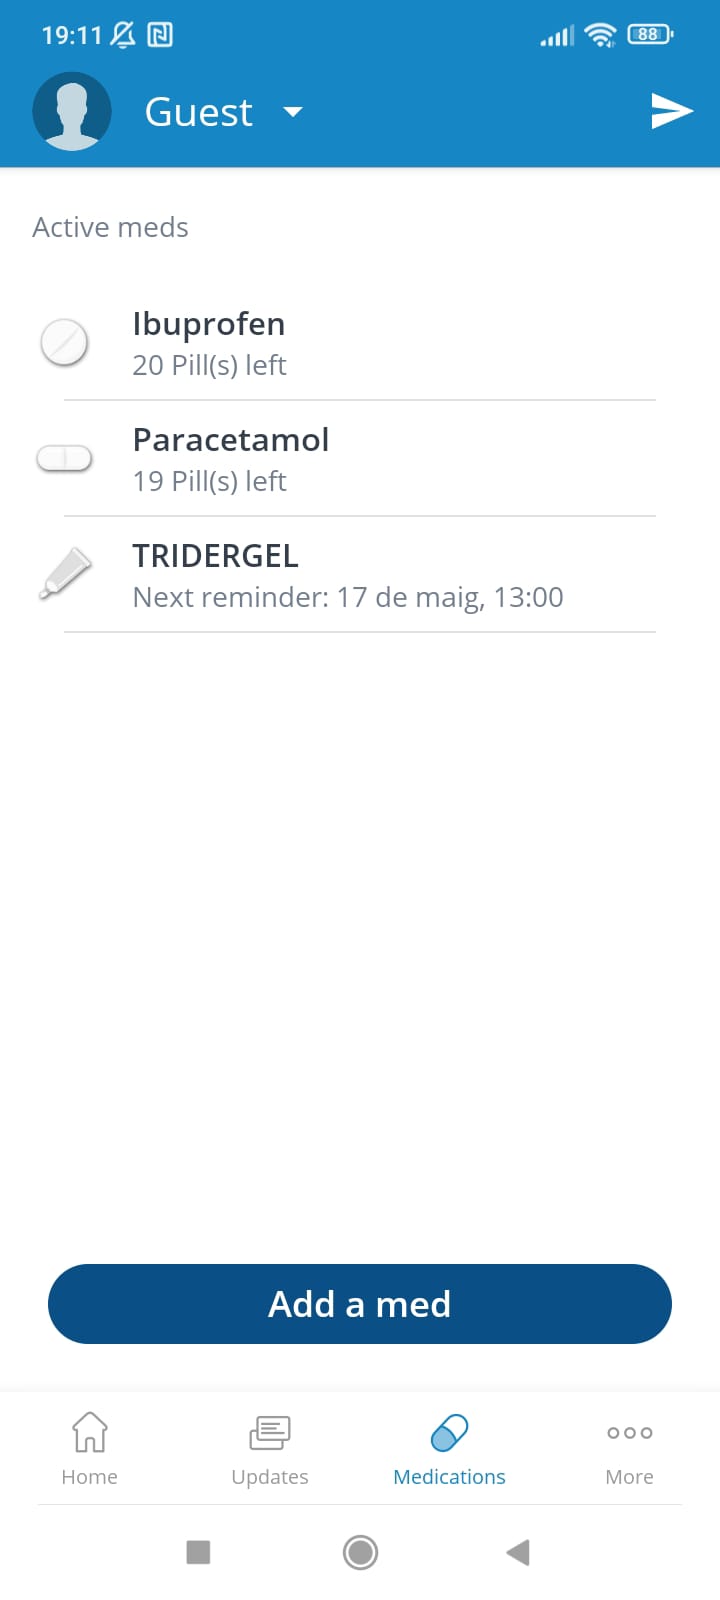 19:11
88
Guest
Active meds
Ibuprofen
20 Pill(s) left
Paracetamol
19 Pill(s) left
TRIDERGEL
Next reminder: 17 de maig, 13:00
Add a med
Home
Updates
Medications
More